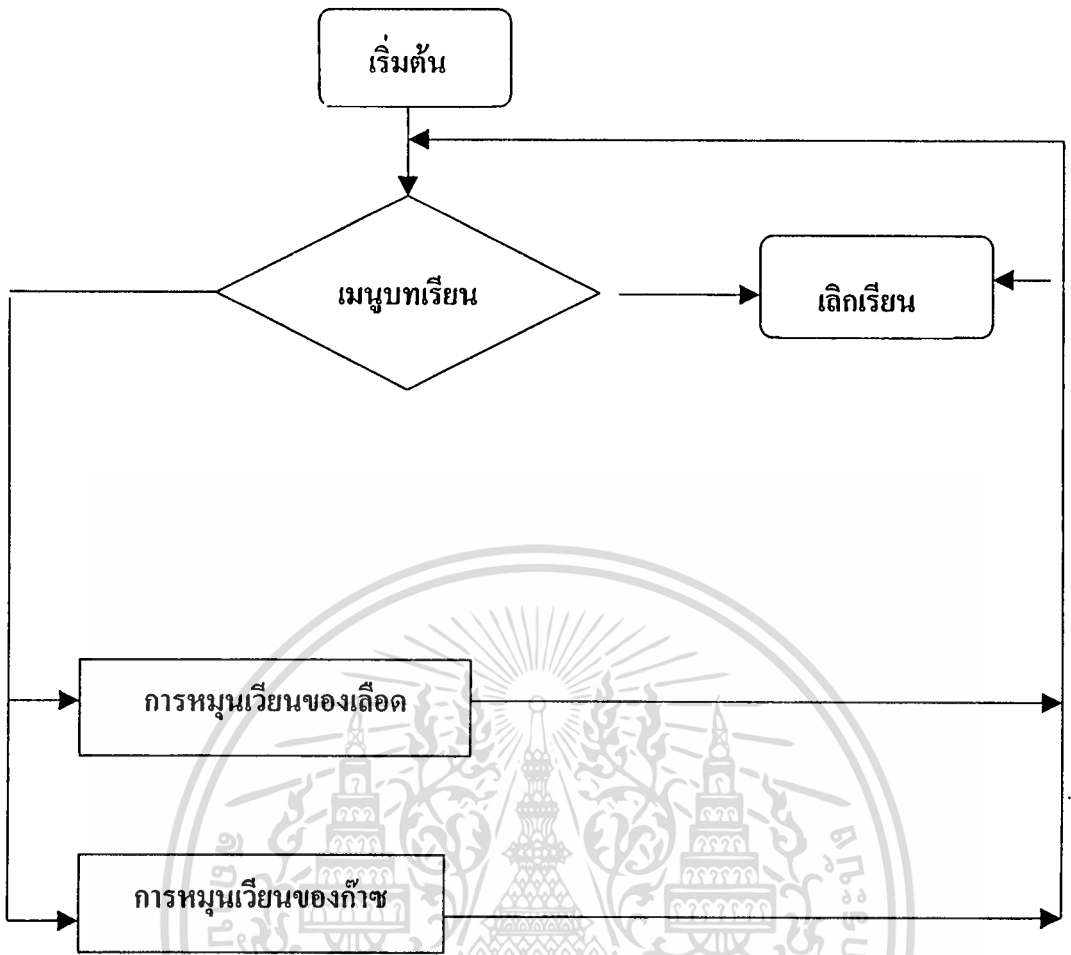 เริ่มต้น
เมนูบทเรียน
เลิกเรียน
การหมุนเวียนของเลือด
การหมุนเวียนของก๊าซ